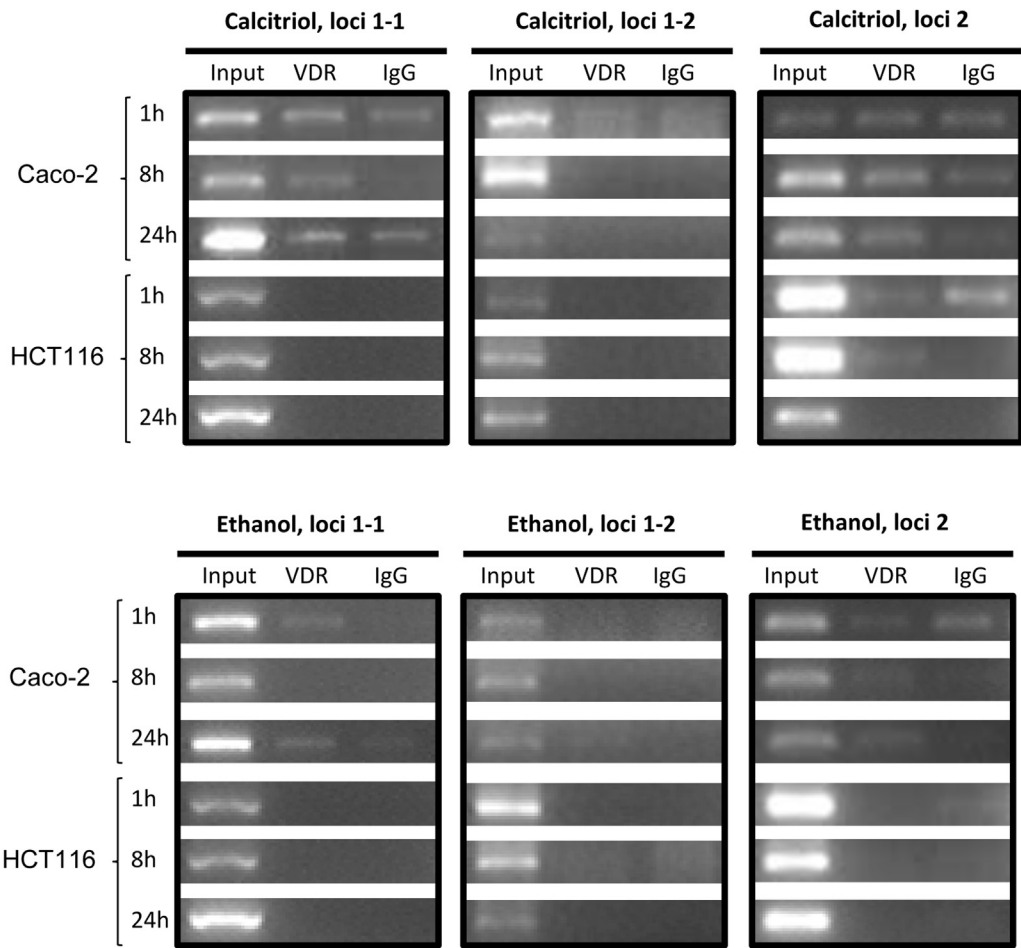 Calcitriol, loci 1-1 Calcitriol, loci 1-2 Calcitriol, loci 2
Input VDR IgG Input VDR IgG Input VDR IgG
1h
Caco-2 8h
24h
1h
HCT116 8h
24h
Ethanol, loci 1-1 Ethanol, loci 1-2 Ethanol, loci 2
Input VDR IgG Input VDR IgG Input VDR IgG
1h
Caco-2 8h
24h
1h
HCT116 8h
24h